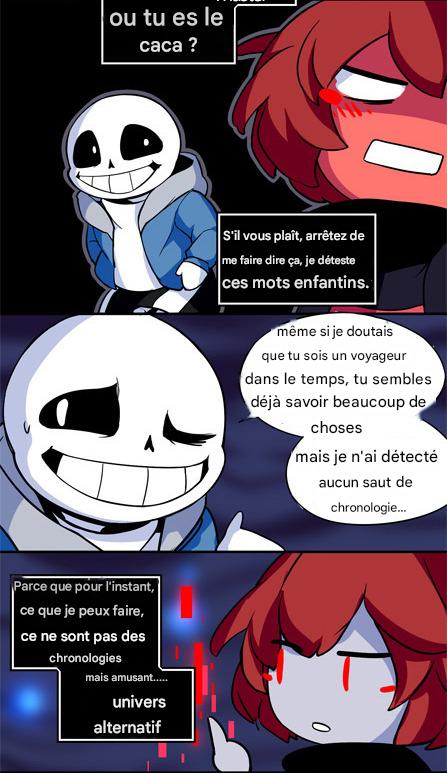 ou tu es le
caca ?
S'il vous plaît, arrêtez de
me faire dire ça, je déteste
ces mots enfantins.
même si je doutais
que tu sois un voyageur
dans le temps, tu sembles
déjà savoir beaucoup de
choses
mais je n'ai détecté
aucun saut de
chronologie...
Parce que pour l'instant,
ce que je peux faire,
ce ne sont pas des
chronologies
mais amusant.....
univers
alternatif